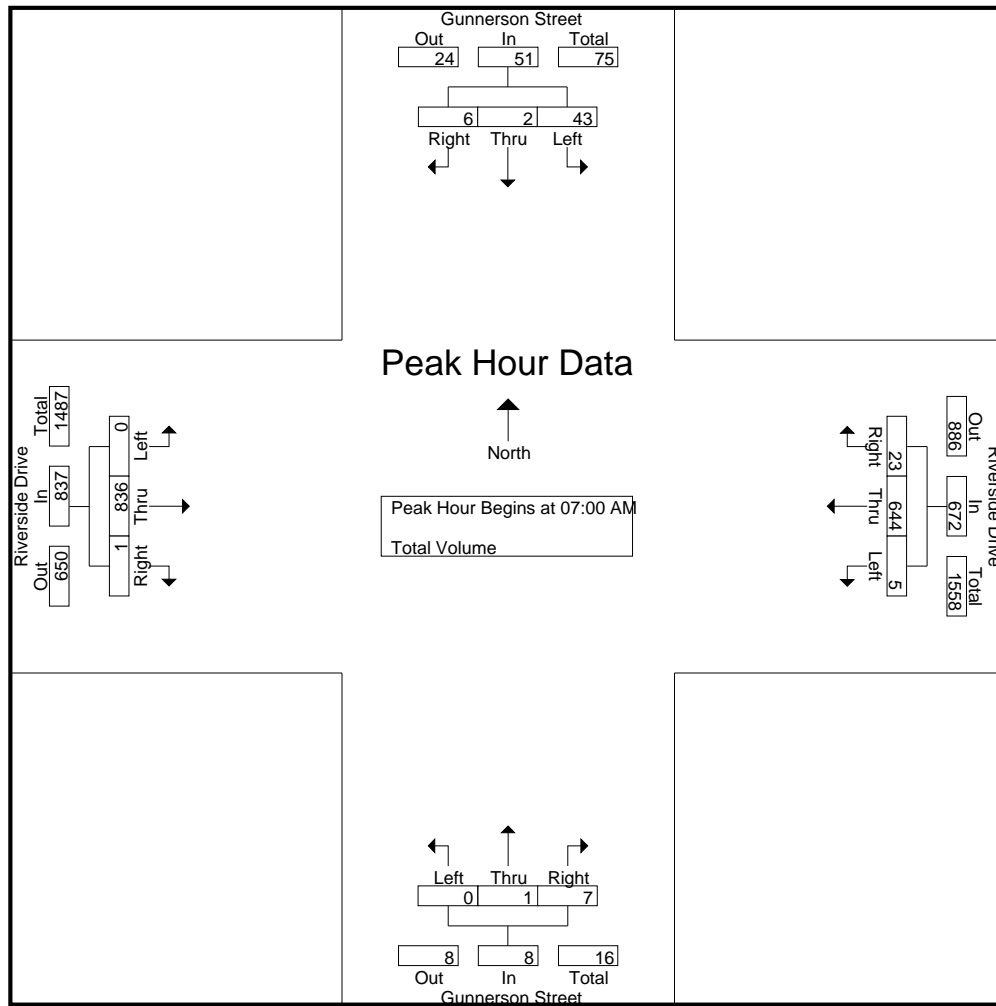 Gunnerson Street
Out In Total
24 51 75
6 2 43
Right Thru Left
Peak Hour Data
North
Peak Hour Begins at 07:00 AM
Total Volume
Riverside Drive
Out In Total
650 837 1487
1 836 0
Right Thru Left
Riverside Drive
Out In Total
886 672 1558
23 644 5
Right Thru Left
Left Thru Right
0 1 7
8 8 16
Out In Total
Gunnerson Street